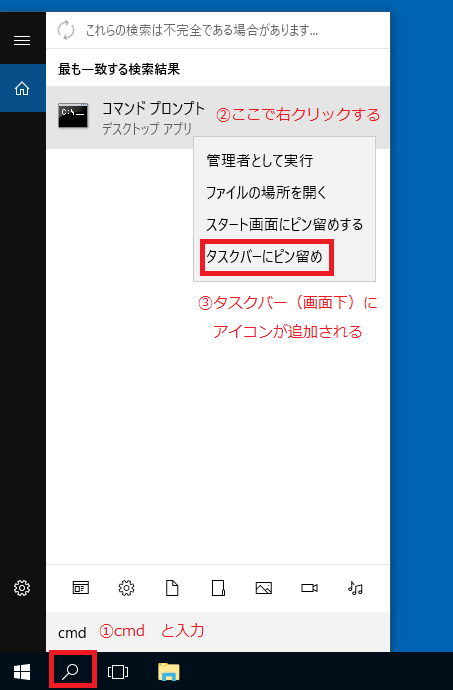 これらの検索は不完全である場合があります...
最も一致する検索結果
コマンド プロンプト
デスクトップ アプリ
②ここで右クリックする
管理者として実行
ファイルの場所を開く
スタート画面にピン留めする
タスクバーにピン留め
③タスクバー（画面下）に
アイコンが追加される
cmd ①cmd　と入力